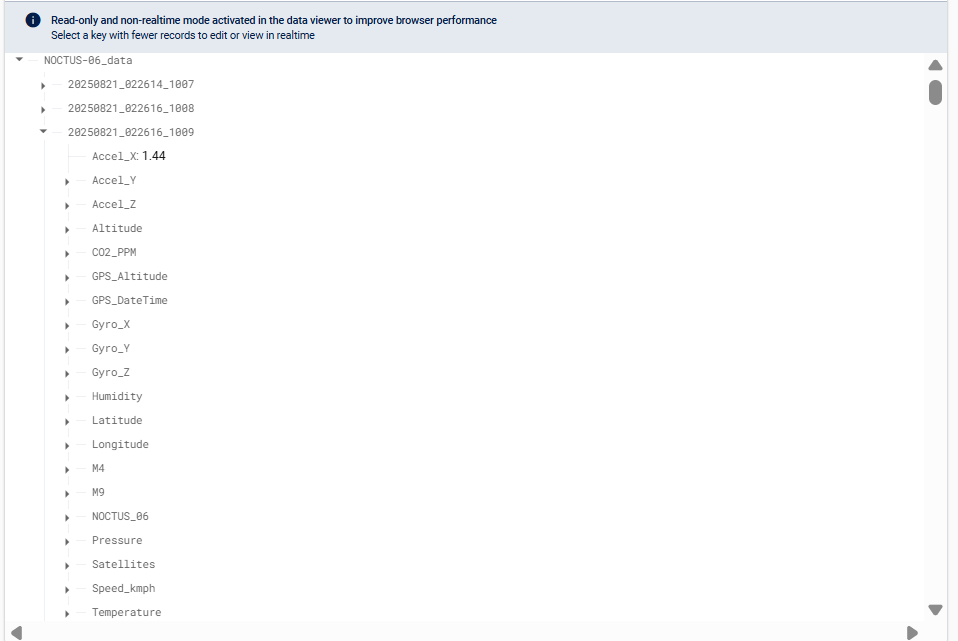 Read-only and non-realtime mode activated in the data viewer to improve browser performance
Select a key with fewer records to edit or view in realtime
NOCTUS-06_data
20250821_022614_1007
20250821_022616_1008
20250821_022616_1009
Accel_X: 1.44
Accel_Y
Accel_Z
Altitude
CO2_PPM
GPS_Altitude
GPS_DateTime
Gyro_X
Gyro_Y
Gyro_Z
Humidity
Latitude
Longitude
M4
M9
NOCTUS_06
Pressure
Satellites
Speed_kmph
Temperature